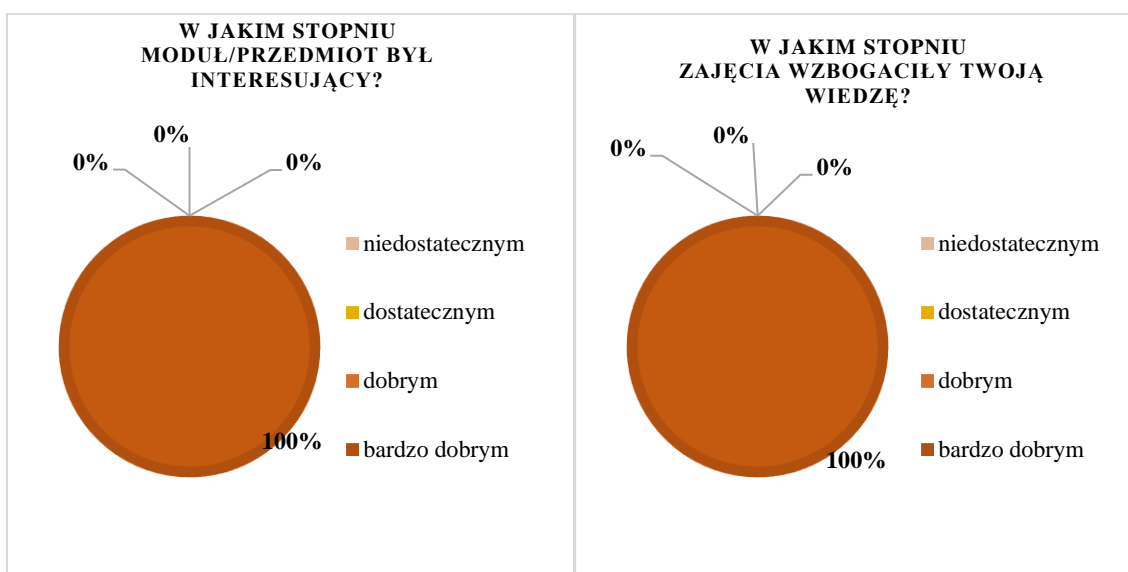 W JAKIM STOPNIU
MODUŁ/PRZEDMIOT BYŁ
INTERESUJĄCY?
0%
0%
0%
100%
niedostatecznym
dostatecznym
dobrym
bardzo dobrym
W JAKIM STOPNIU
ZAJĘCIA WZBOGACIŁY TWOJĄ
WIEDZĘ?
0%
0%
0%
100%
niedostatecznym
dostatecznym
dobrym
bardzo dobrym